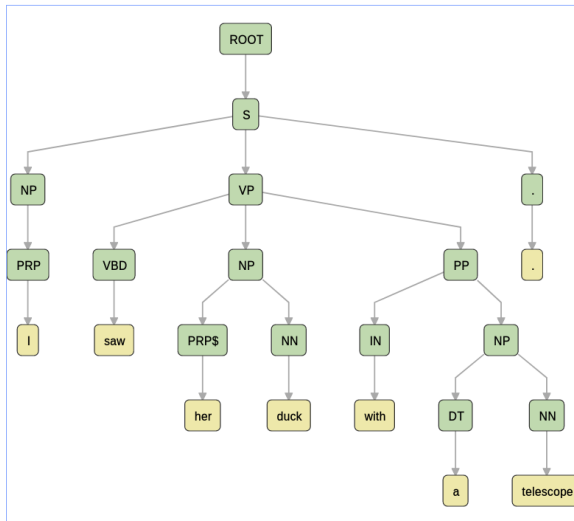 ROOT
S
NP VP .
PRP VBD NP PP .
I saw PRP$ NN IN NP
her duck with DT NN
a telescope